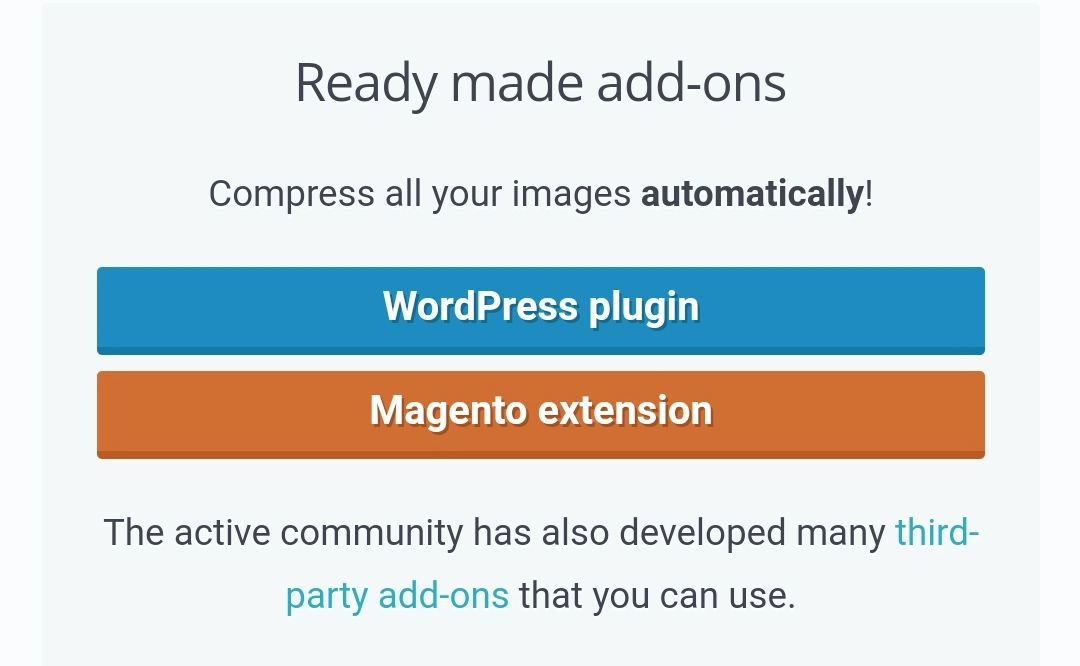 Ready made add-ons
Compress all your images automatically!
WordPress plugin
Magento extension
The active community has also developed many third-
party add-ons that you can use.